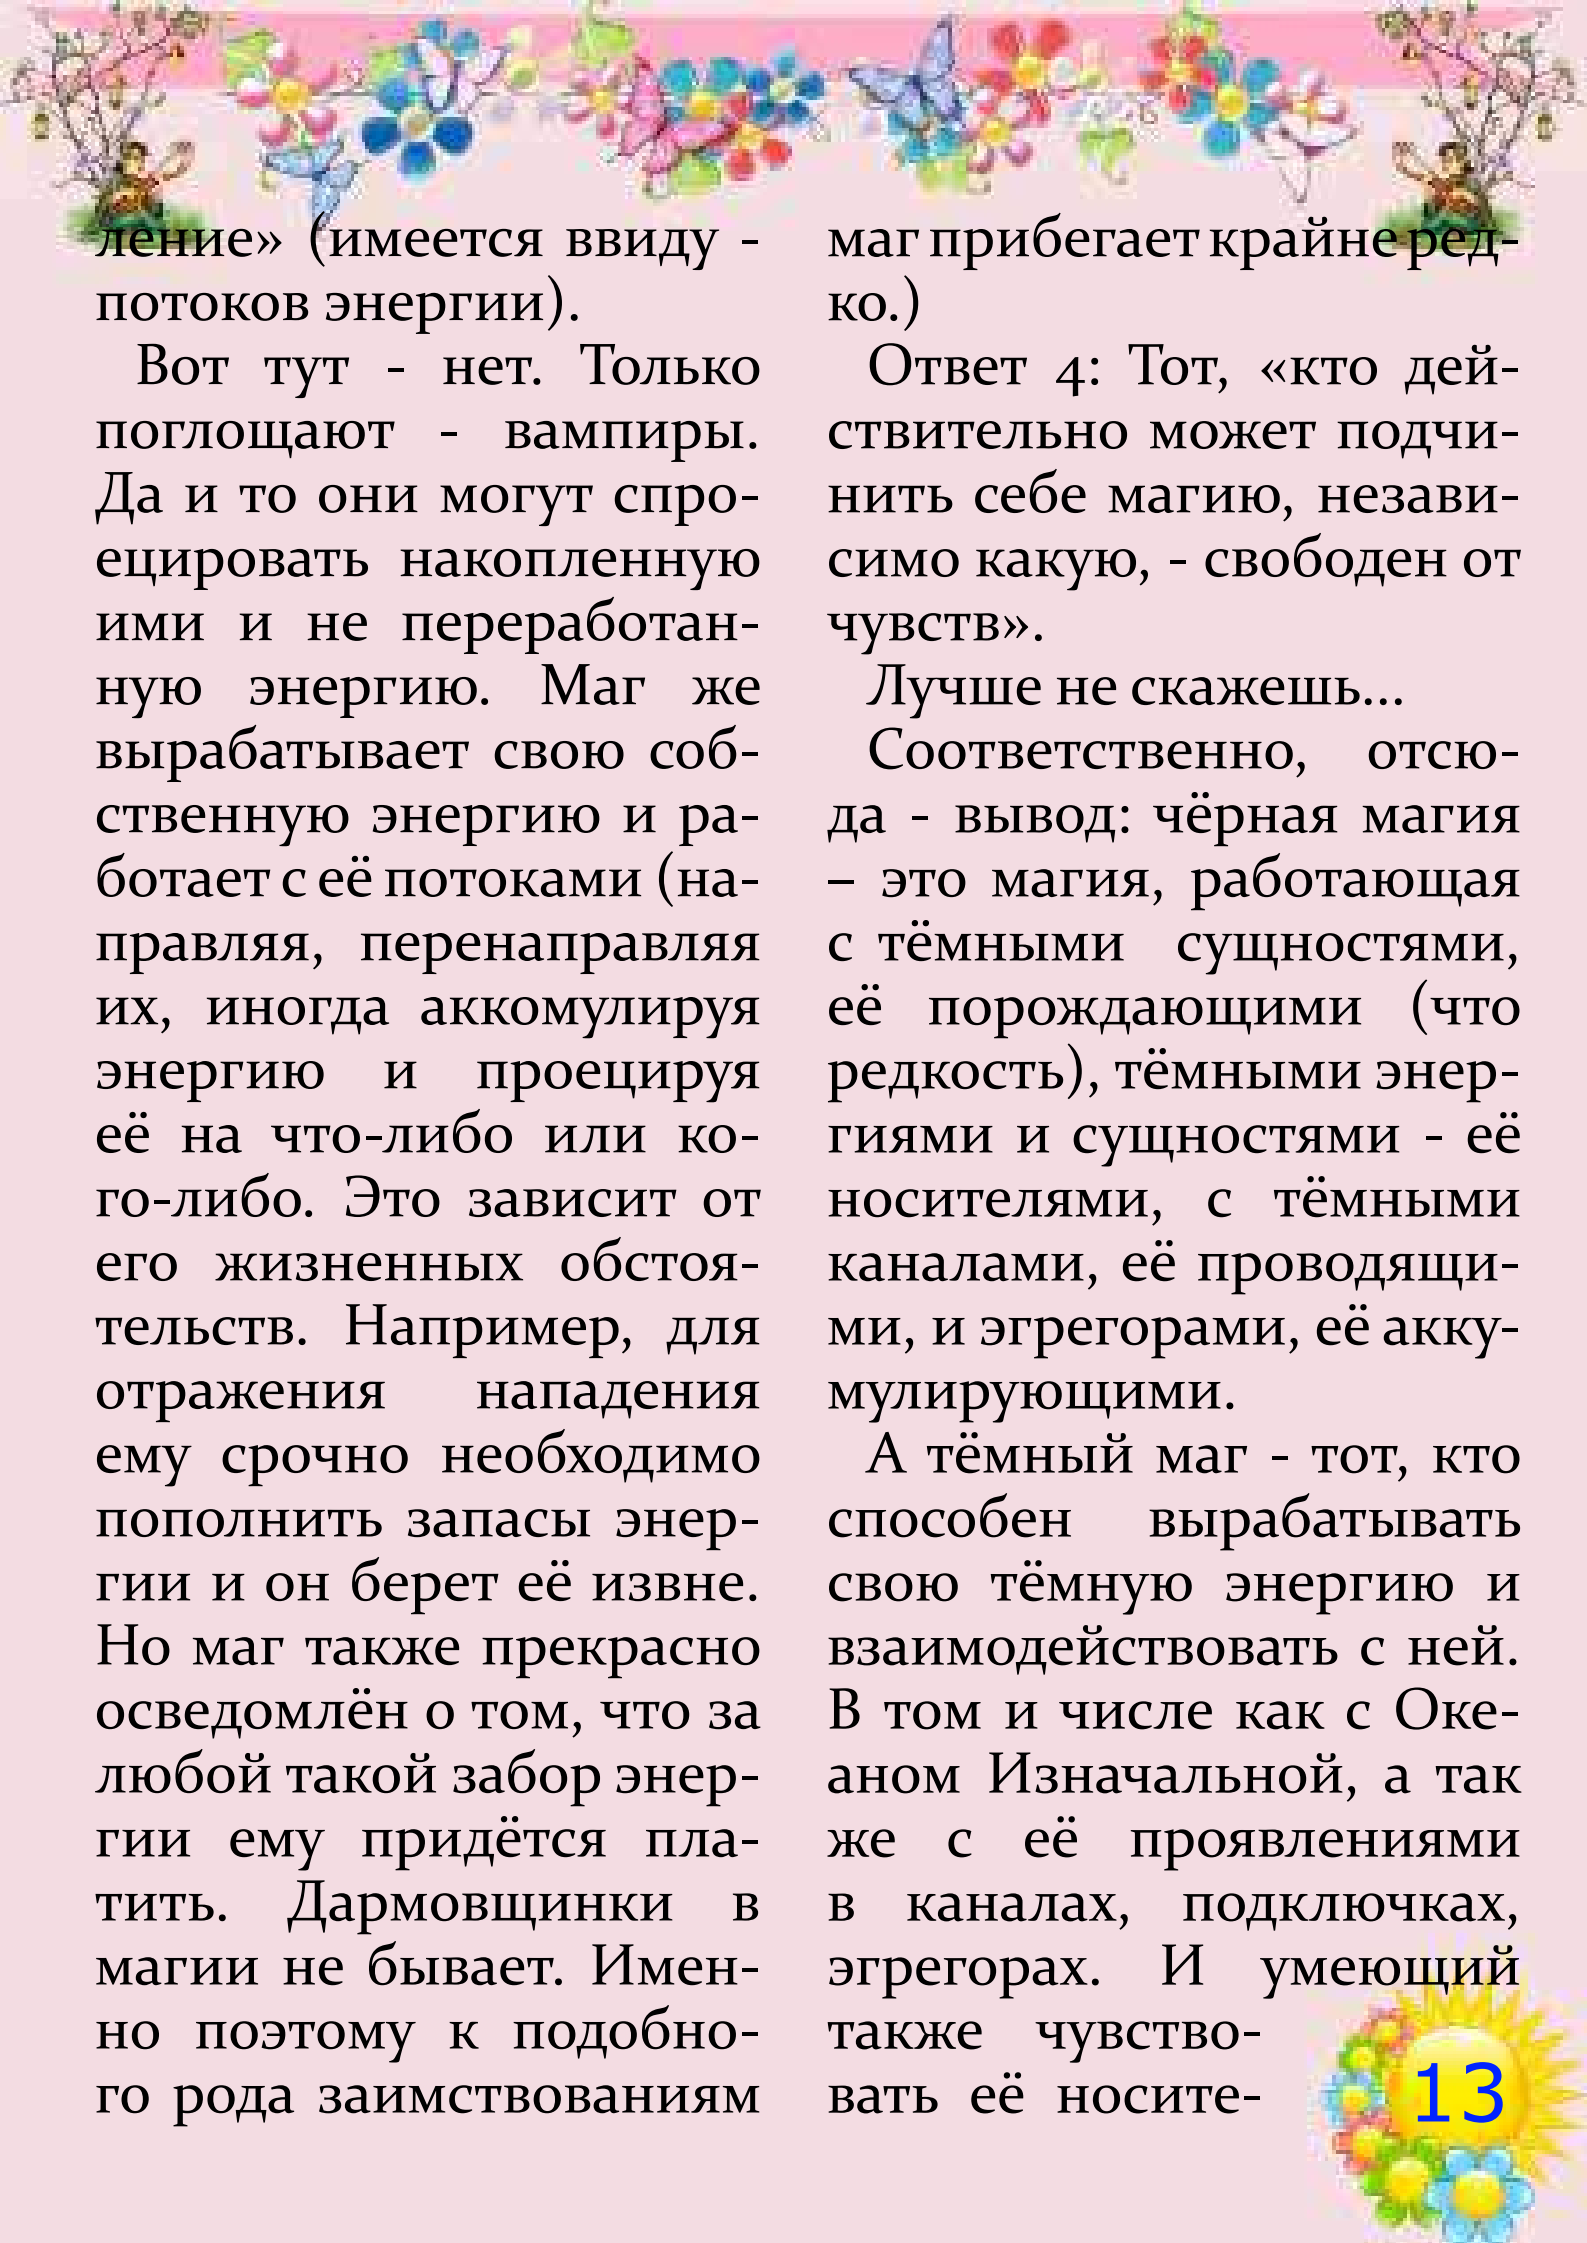 ление» (имеется ввиду -
потоков энергии).
Вот тут - нет. Только
поглощают - вампиры.
Да и то они могут спро-
ецировать накопленную
ими и не переработан-
ную энергию. Маг же
вырабатывает свою соб-
ственную энергию и ра-
ботает с её потоками (на-
правляя, перенаправляя
их, иногда аккомулируя
энергию и проецируя
её на что-либо или ко-
го-либо. Это зависит от
его жизненных обстоя-
тельств. Например, для
отражения нападения
ему срочно необходимо
пополнить запасы энер-
гии и он берет её извне.
Но маг также прекрасно
осведомлён о том, что за
любой такой забор энер-
гии ему придётся пла-
тить. Дармовщинки в
магии не бывает. Имен-
но поэтому к подобно-
го рода заимствованиям
маг прибегает крайне ред-
ко.)
Ответ 4: Тот, «кто дей-
ствительно может подчи-
нить себе магию, незави-
симо какую, - свободен от
чувств».
Лучше не скажешь...
Соответственно, отсю-
да - вывод: чёрная магия
– это магия, работающая
с тёмными сущностями,
её порождающими (что
редкость), тёмными энер-
гиями и сущностями - её
носителями, с тёмными
каналами, её проводящи-
ми, и эгрегорами, её акку-
мулирующими.
А тёмный маг - тот, кто
способен вырабатывать
свою тёмную энергию и
взаимодействовать с ней.
В том и числе как с Оке-
аном Изначальной, а так
же с её проявлениями
в каналах, подключках,
эгрегорах. И умеющий
также чувство-
вать её носите-
13